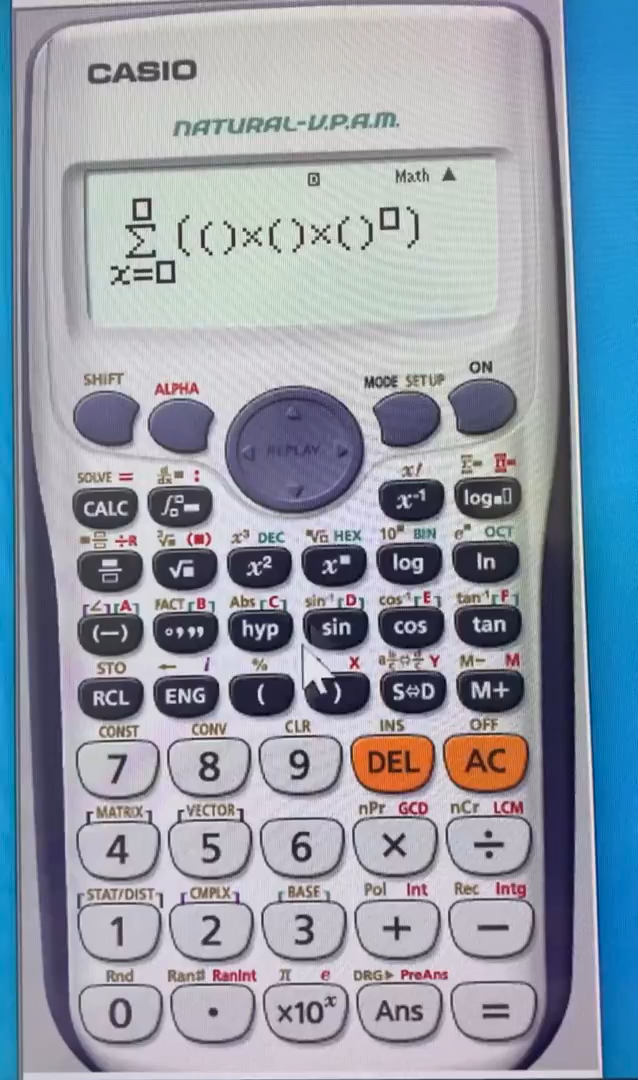 CASIO
NATURAL-V.P.A.M.
D Math ▲
□
Σ (()×()×()□)
x=□
SHIFT ALPHA MODE SETUP ON
REPLAY
SOLVE = d/dx■ : x! Σ■− Π■−
CALC ∫□− x⁻¹ log■□
■ ÷R ³√■ (■) x³ DEC ■√□ HEX 10■ BIN e■ OCT
√■ x² x■ log ln
[∠] [A] FACT [B] Abs [C] sin⁻¹ [D] cos⁻¹ [E] tan⁻¹ [F]
(−) °,,, hyp sin cos tan
STO ← i % X a b/c⇔d/c Y M− M
RCL ENG ( ) S⇔D M+
CONST CONV CLR INS OFF
7 8 9 DEL AC
[MATRIX] [VECTOR] nPr GCD nCr LCM
4 5 6 × ÷
[STAT/DIST] [CMPLX] [BASE] Pol Int Rec Intg
1 2 3 + −
Rnd Ran# RanInt π e DRG▶ PreAns
0 • ×10ˣ Ans =